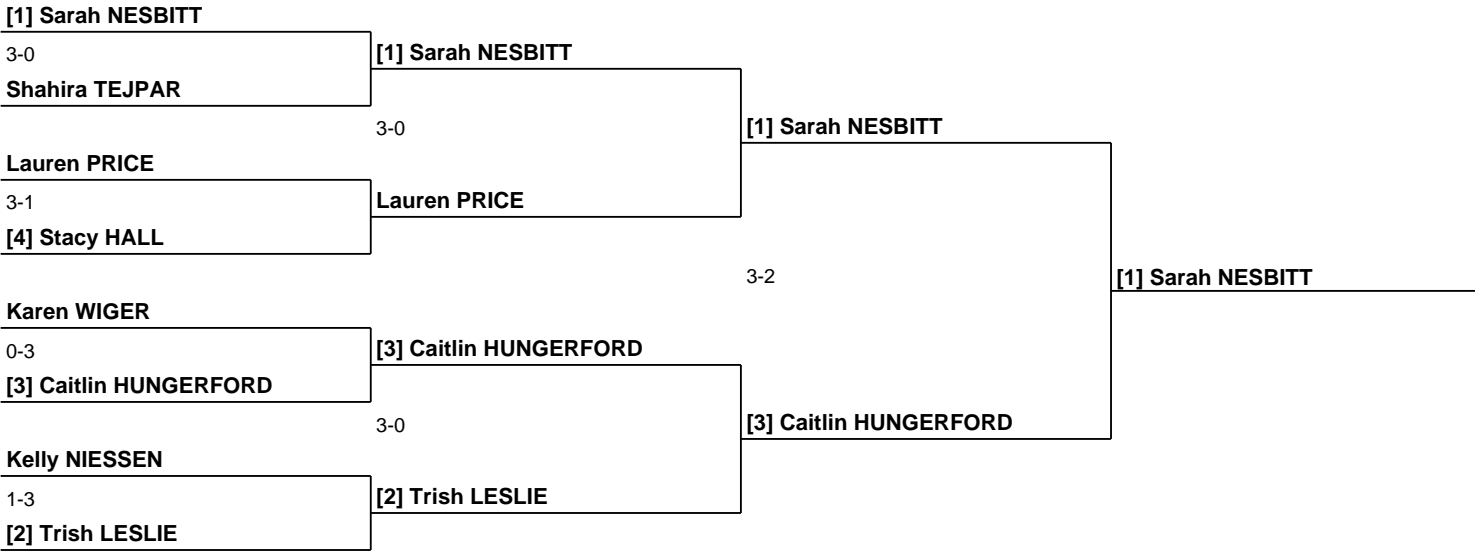 [1] Sarah NESBITT
3-0
[1] Sarah NESBITT
Shahira TEJPAR
3-0
[1] Sarah NESBITT
Lauren PRICE
3-1
Lauren PRICE
[4] Stacy HALL
3-2
[1] Sarah NESBITT
Karen WIGER
0-3
[3] Caitlin HUNGERFORD
[3] Caitlin HUNGERFORD
3-0
[3] Caitlin HUNGERFORD
Kelly NIESSEN
1-3
[2] Trish LESLIE
[2] Trish LESLIE